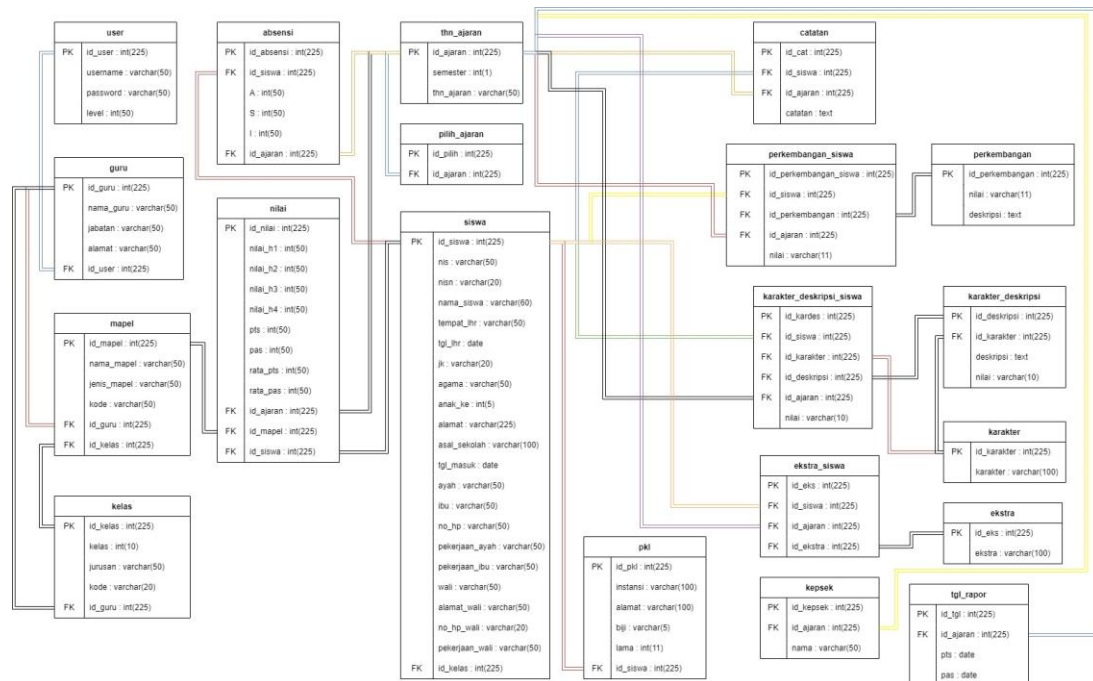 user
PK id_user : int(225)
username : varchar(50)
password : varchar(50)
level : int(50)
absensi
PK id_absensi : int(225)
FK id_siswa : int(225)
A : int(50)
S : int(50)
I : int(50)
FK id_ajaran : int(225)
thn_ajaran
PK id_ajaran : int(225)
semester : int(1)
thn_ajaran : varchar(50)
catatan
PK id_cat : int(225)
FK id_siswa : int(225)
FK id_ajaran : int(225)
catatan : text
pilih_ajaran
PK id_pilih : int(225)
FK id_ajaran : int(225)
perkembangan_siswa
PK id_perkembangan_siswa : int(225)
FK id_siswa : int(225)
FK id_perkembangan : int(225)
FK id_ajaran : int(225)
nilai : varchar(11)
perkembangan
PK id_perkembangan : int(225)
nilai : varchar(11)
deskripsi : text
guru
PK id_guru : int(225)
nama_guru : varchar(50)
jabatan : varchar(50)
alamat : varchar(50)
FK id_user : int(225)
nilai
PK id_nilai : int(225)
nilai_h1 : int(50)
nilai_h2 : int(50)
nilai_h3 : int(50)
nilai_h4 : int(50)
pts : int(50)
pas : int(50)
rata_pts : int(50)
rata_pas : int(50)
FK id_ajaran : int(225)
FK id_mapel : int(225)
FK id_siswa : int(225)
siswa
PK id_siswa : int(225)
nis : varchar(50)
nisn : varchar(20)
nama_siswa : varchar(60)
tempat_lhr : varchar(50)
tgl_lhr : date
jk : varchar(20)
agama : varchar(50)
anak_ke : int(5)
alamat : varchar(225)
asal_sekolah : varchar(100)
tgl_masuk : date
ayah : varchar(50)
ibu : varchar(50)
no_hp : varchar(50)
pekerjaan_ayah : varchar(50)
pekerjaan_ibu : varchar(50)
wali : varchar(50)
alamat_wali : varchar(50)
no_hp_wali : varchar(20)
pekerjaan_wali : varchar(50)
FK id_kelas : int(225)
karakter_deskripsi_siswa
PK id_kardes : int(225)
FK id_siswa : int(225)
FK id_karakter : int(225)
FK id_deskripsi : int(225)
FK id_ajaran : int(225)
nilai : varchar(10)
karakter_deskripsi
PK id_deskripsi : int(225)
FK id_karakter : int(225)
deskripsi : text
nilai : varchar(10)
mapel
PK id_mapel : int(225)
nama_mapel : varchar(50)
jenis_mapel : varchar(50)
kode : varchar(50)
FK id_guru : int(225)
FK id_kelas : int(225)
karakter
PK id_karakter : int(225)
karakter : varchar(100)
ekstra_siswa
PK id_eks : int(225)
FK id_siswa : int(225)
FK id_ajaran : int(225)
FK id_ekstra : int(225)
ekstra
PK id_eks : int(225)
ekstra : varchar(100)
kelas
PK id_kelas : int(225)
kelas : int(10)
jurusan : varchar(50)
kode : varchar(20)
FK id_guru : int(225)
pkl
PK id_pkl : int(225)
instansi : varchar(100)
alamat : varchar(100)
biji : varchar(5)
lama : int(11)
FK id_siswa : int(225)
kepsek
PK id_kepsek : int(225)
FK id_ajaran : int(225)
nama : varchar(50)
tgl_rapor
PK id_tgl : int(225)
FK id_ajaran : int(225)
pts : date
pas : date